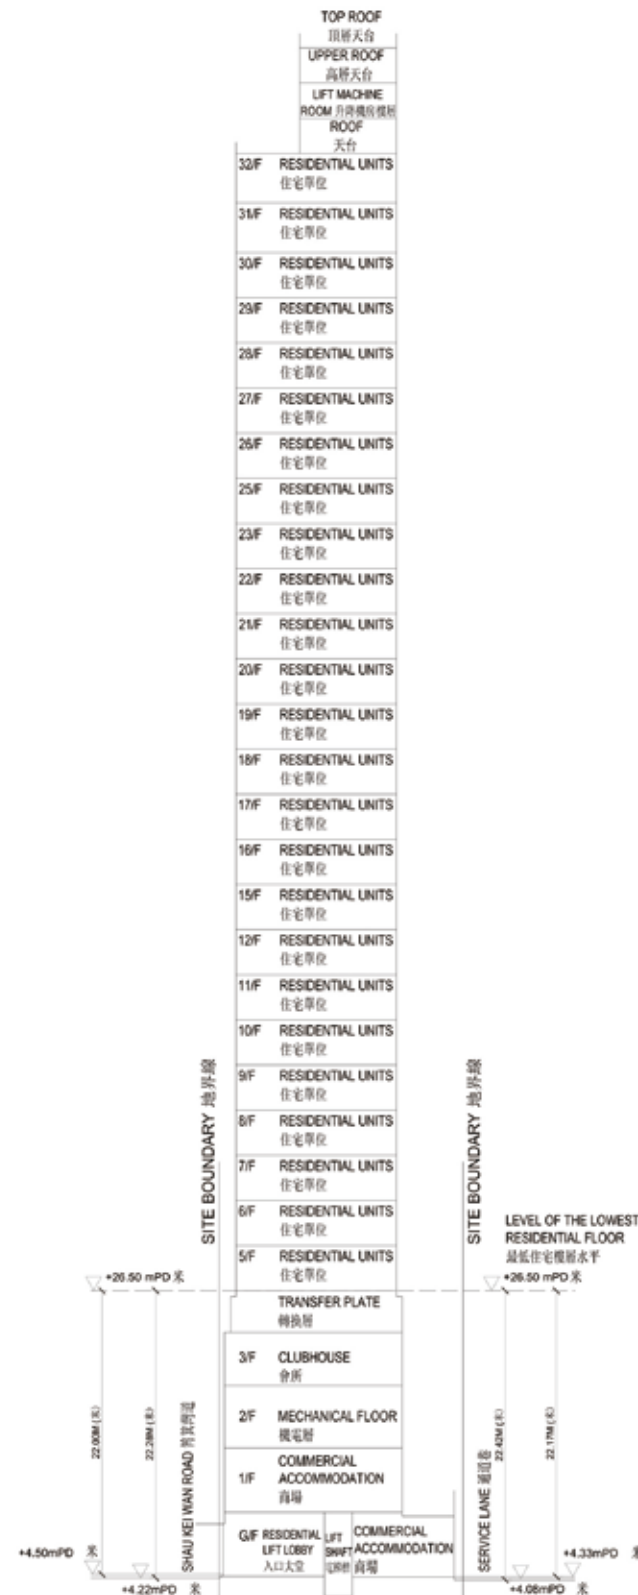 TOP ROOF
頂層天台
UPPER ROOF
高層天台
LIFT MACHINE
ROOM 升降機房樓層
ROOF
天台
32/F RESIDENTIAL UNITS
住宅單位
31/F RESIDENTIAL UNITS
住宅單位
30/F RESIDENTIAL UNITS
住宅單位
29/F RESIDENTIAL UNITS
住宅單位
28/F RESIDENTIAL UNITS
住宅單位
27/F RESIDENTIAL UNITS
住宅單位
26/F RESIDENTIAL UNITS
住宅單位
25/F RESIDENTIAL UNITS
住宅單位
23/F RESIDENTIAL UNITS
住宅單位
22/F RESIDENTIAL UNITS
住宅單位
21/F RESIDENTIAL UNITS
住宅單位
20/F RESIDENTIAL UNITS
住宅單位
19/F RESIDENTIAL UNITS
住宅單位
18/F RESIDENTIAL UNITS
住宅單位
17/F RESIDENTIAL UNITS
住宅單位
16/F RESIDENTIAL UNITS
住宅單位
15/F RESIDENTIAL UNITS
住宅單位
12/F RESIDENTIAL UNITS
住宅單位
11/F RESIDENTIAL UNITS
住宅單位
10/F RESIDENTIAL UNITS
住宅單位
9/F RESIDENTIAL UNITS
住宅單位
8/F RESIDENTIAL UNITS
住宅單位
7/F RESIDENTIAL UNITS
住宅單位
6/F RESIDENTIAL UNITS
住宅單位
5/F RESIDENTIAL UNITS
住宅單位
SITE BOUNDARY 地界線
SITE BOUNDARY 地界線
LEVEL OF THE LOWEST
RESIDENTIAL FLOOR
最低住宅樓層水平
+26.50 mPD 米
+26.50 mPD 米
TRANSFER PLATE
轉換層
3/F CLUBHOUSE
會所
2/F MECHANICAL FLOOR
機電層
COMMERCIAL
1/F ACCOMMODATION
商場
22.00M (米)
22.28M (米)
SHAU KEI WAN ROAD 筲箕灣道
22.42M (米)
22.17M (米)
SERVICE LANE 通道巷
G/F RESIDENTIAL
LIFT LOBBY
入口大堂
LIFT
SHAFT
COMMERCIAL
ACCOMMODATION
商場
+4.50mPD 米
+4.22mPD 米
+4.33mPD 米
+4.08mPD 米